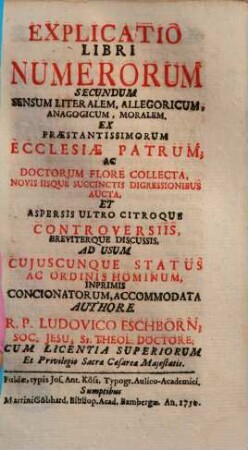 EXPLICATIO
LIBRI
NUMERORUM
SECUNDUM
SENSUM LITERALEM, ALLEGORICUM,
ANAGOGICUM, MORALEM,
EX
PRÆSTANTISSIMORUM
ECCLESIÆ PATRUM,
AC
DOCTORUM FLORE COLLECTA,
NOVIS IISQUE SUCCINCTIS DIGRESSIONIBUS
AUCTA,
ET
ASPERSIS ULTRO CITROQUE
CONTROVERSIIS,
BREVITERQUE DISCUSSIS,
AD USUM
CUJUSCUNQUE STATUS
AC ORDINIS HOMINUM,
INPRIMIS
CONCIONATORUM, ACCOMMODATA
AUTHORE
R. P. LUDOVICO ESCHBORN,
SOC. JESU, SS. THEOL. DOCTORE,
CUM LICENTIA SUPERIORUM
Et Privilegio Sacræ Cæsareæ Majestatis.
Fuldæ, typis Jos. Ant. Köss, Typogr. Aulico-Academici,
Sumptibus
Martini Göbhard, Bibliop. Acad. Bambergæ. An.